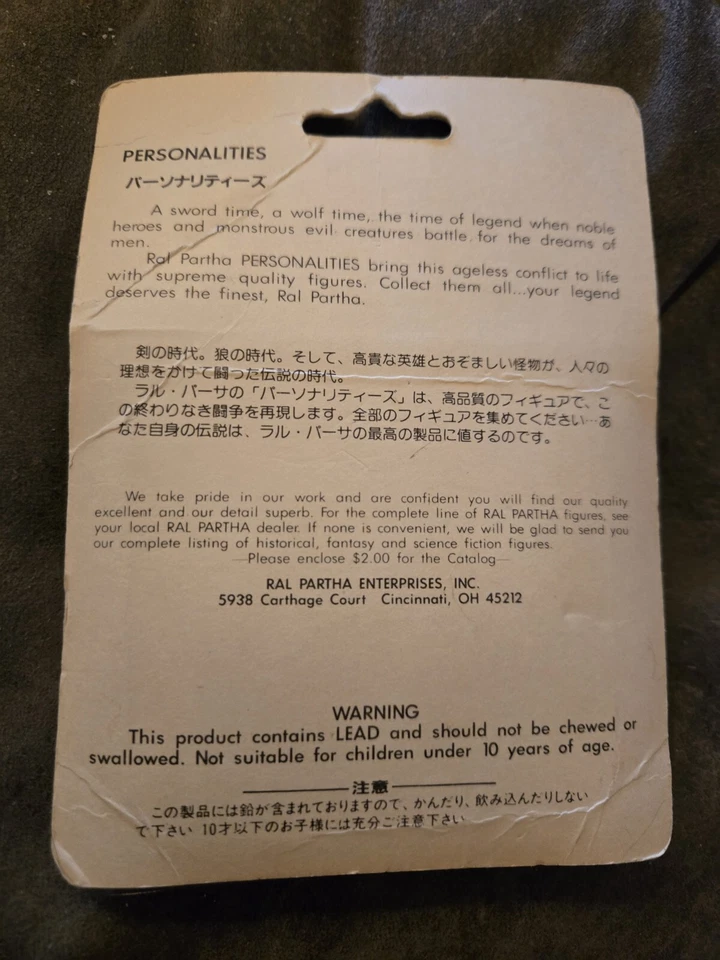 PERSONALITIES
パーソナリティーズ
A sword time, a wolf time, the time of legend when noble
heroes and monstrous evil creatures battle for the dreams of
men.
Ral Partha PERSONALITIES bring this ageless conflict to life
with supreme quality figures. Collect them all...your legend
deserves the finest, Ral Partha.
剣の時代。狼の時代。そして、高貴な英雄とおぞましい怪物が、人々の
理想をかけて闘った伝説の時代。
ラル・パーサの「パーソナリティーズ」は、高品質のフィギュアで、こ
の終わりなき闘争を再現します。全部のフィギュアを集めてください…あ
なた自身の伝説は、ラル・パーサの最高の製品に値するのです。
We take pride in our work and are confident you will find our quality
excellent and our detail superb. For the complete line of RAL PARTHA figures, see
your local RAL PARTHA dealer. If none is convenient, we will be glad to send you
our complete listing of historical, fantasy and science fiction figures.
—Please enclose $2.00 for the Catalog—
RAL PARTHA ENTERPRISES, INC.
5938 Carthage Court Cincinnati, OH 45212
WARNING
This product contains LEAD and should not be chewed or
swallowed. Not suitable for children under 10 years of age.
注意
この製品には鉛が含まれておりますので、かんだり、飲み込んだりしない
で下さい 10才以下のお子様には充分ご注意下さい